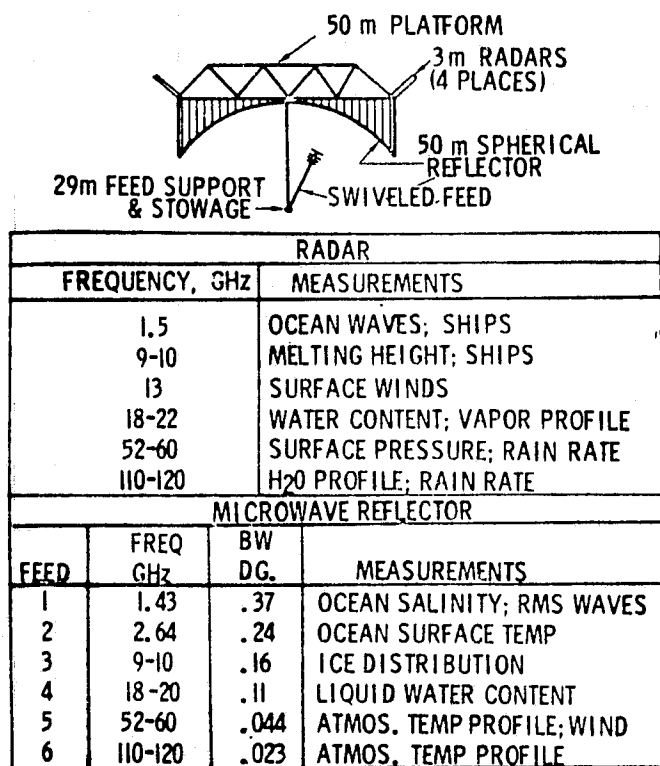 50 m PLATFORM
3m RADARS
(4 PLACES)
50 m SPHERICAL
REFLECTOR
29m FEED SUPPORT
& STOWAGE
SWIVELED FEED
RADAR
FREQUENCY, GHz MEASUREMENTS
1.5 OCEAN WAVES; SHIPS
9-10 MELTING HEIGHT; SHIPS
13 SURFACE WINDS
18-22 WATER CONTENT; VAPOR PROFILE
52-60 SURFACE PRESSURE; RAIN RATE
110-120 H2O PROFILE; RAIN RATE
MICROWAVE REFLECTOR
FREQ BW
FEED GHz DG. MEASUREMENTS
1 1.43 .37 OCEAN SALINITY; RMS WAVES
2 2.64 .24 OCEAN SURFACE TEMP
3 9-10 .16 ICE DISTRIBUTION
4 18-20 .11 LIQUID WATER CONTENT
5 52-60 .044 ATMOS. TEMP PROFILE; WIND
6 110-120 .023 ATMOS. TEMP PROFILE